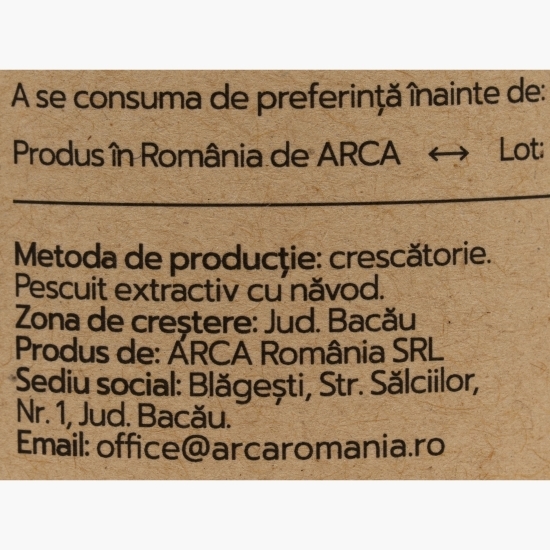 A se consuma de preferință înainte de:
Produs în România de ARCA ↔ Lot:
Metoda de producție: crescătorie.
Pescuit extractiv cu năvod.
Zona de creștere: Jud. Bacău
Produs de: ARCA România SRL
Sediu social: Blăgești, Str. Sălciilor,
Nr. 1, Jud. Bacău.
Email: office@arcaromania.ro